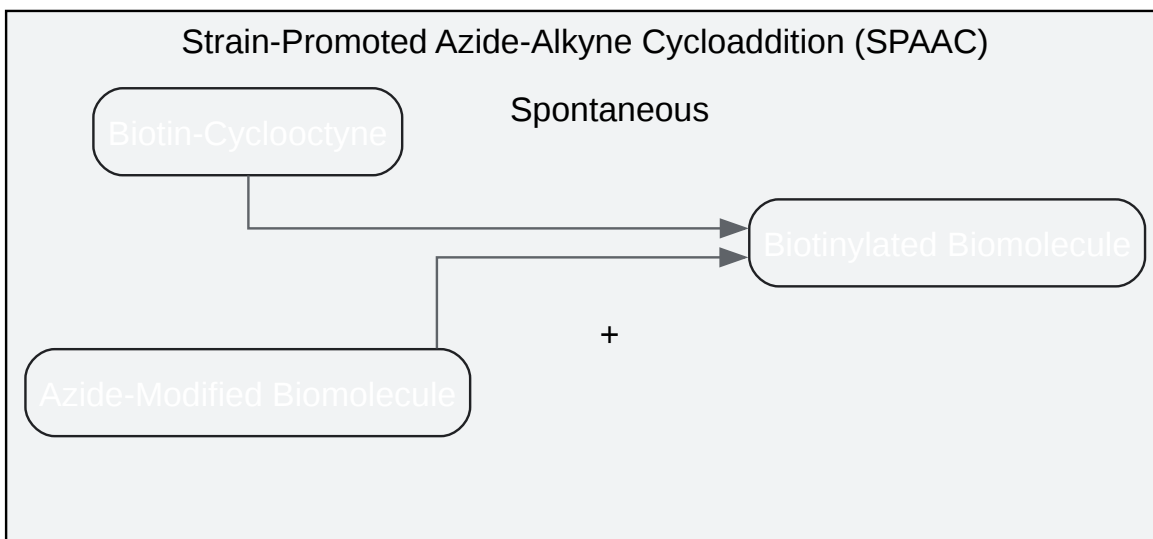 Strain-Promoted Azide-Alkyne Cycloaddition (SPAAC)
Spontaneous
Biotin-Cyclooctyne
Biotinylated Biomolecule
+
Azide-Modified Biomolecule